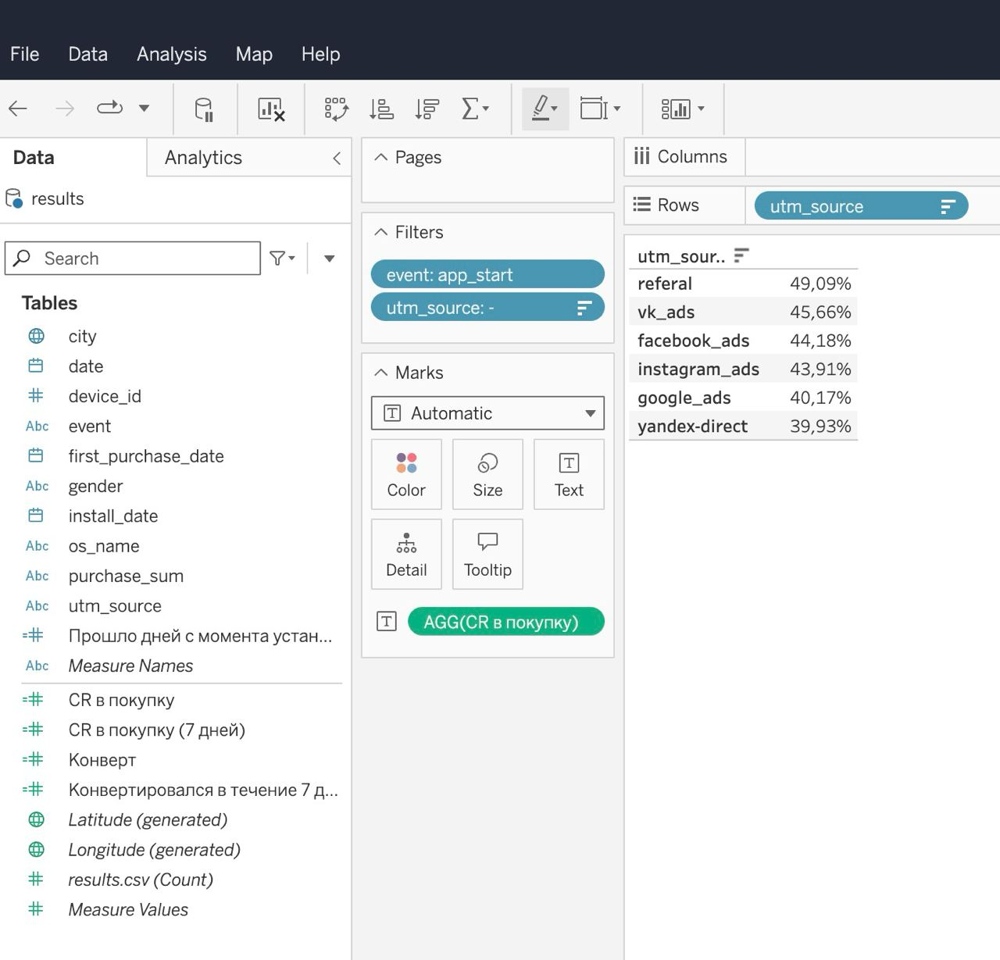 File Data Analysis Map Help
Data Analytics
results
Search
Tables
city
date
device_id
Abc event
first_purchase_date
Abc gender
install_date
Abc os_name
Abc purchase_sum
Abc utm_source
Прошло дней с момента устан...
Abc Measure Names
CR в покупку
CR в покупку (7 дней)
Конверт
Конвертировался в течение 7 д...
Latitude (generated)
Longitude (generated)
results.csv (Count)
Measure Values
Pages
Filters
event: app_start
utm_source: -
Marks
T Automatic
Color Size T Text
Detail Tooltip
T AGG(CR в покупку)
Columns
Rows utm_source
utm_sour..
referal 49,09%
vk_ads 45,66%
facebook_ads 44,18%
instagram_ads 43,91%
google_ads 40,17%
yandex-direct 39,93%